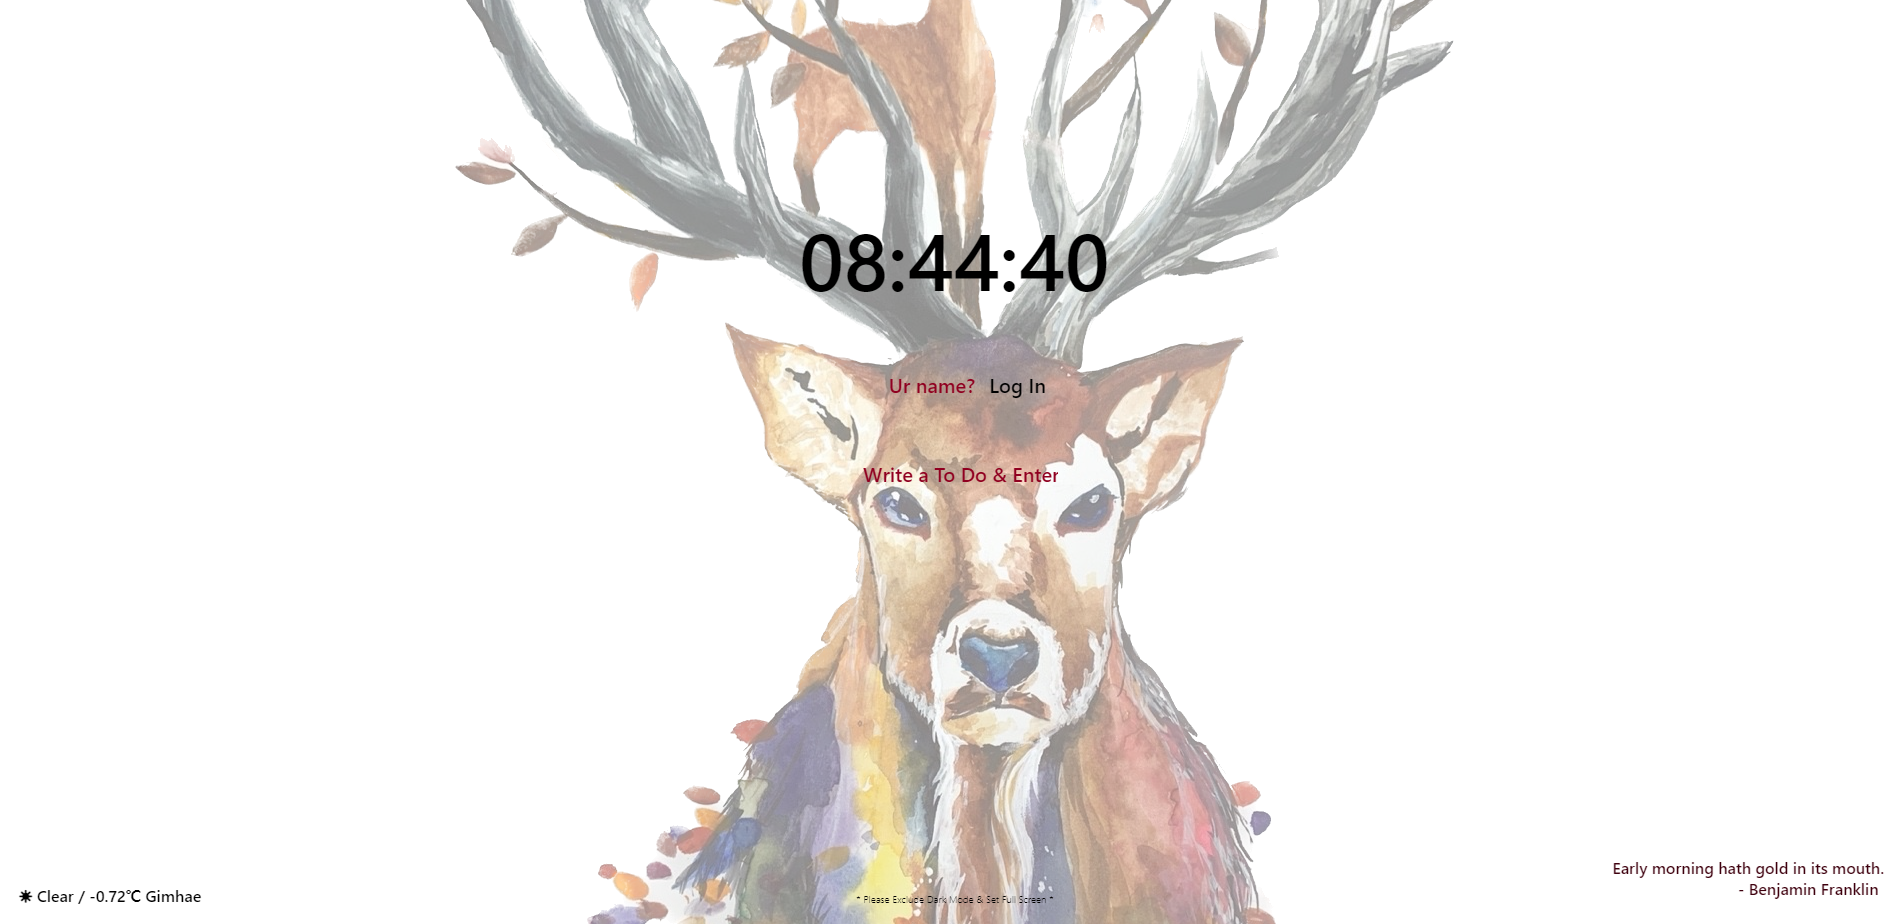 08:44:40
Ur name? Log In
Write a To Do & Enter
Early morning hath gold in its mouth.
- Benjamin Franklin
☀ Clear / -0.72℃ Gimhae
* Please Exclude Dark Mode & Set Full Screen *